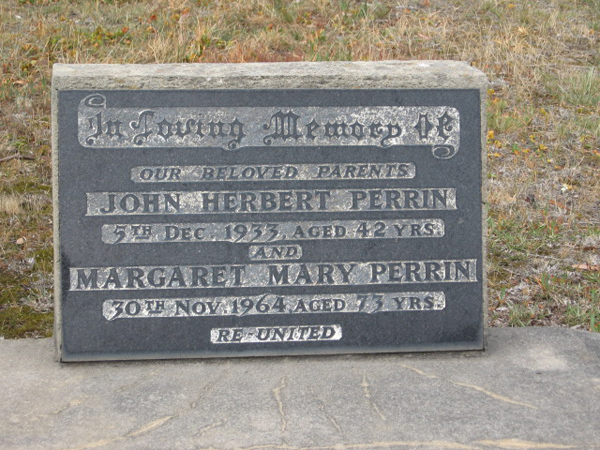 In Loving Memory Of
OUR BELOVED PARENTS
JOHN HERBERT PERRIN
5TH DEC. 1933, AGED 42 YRS.
AND
MARGARET MARY PERRIN
30TH NOV. 1964 AGED 73 YRS.
RE-UNITED